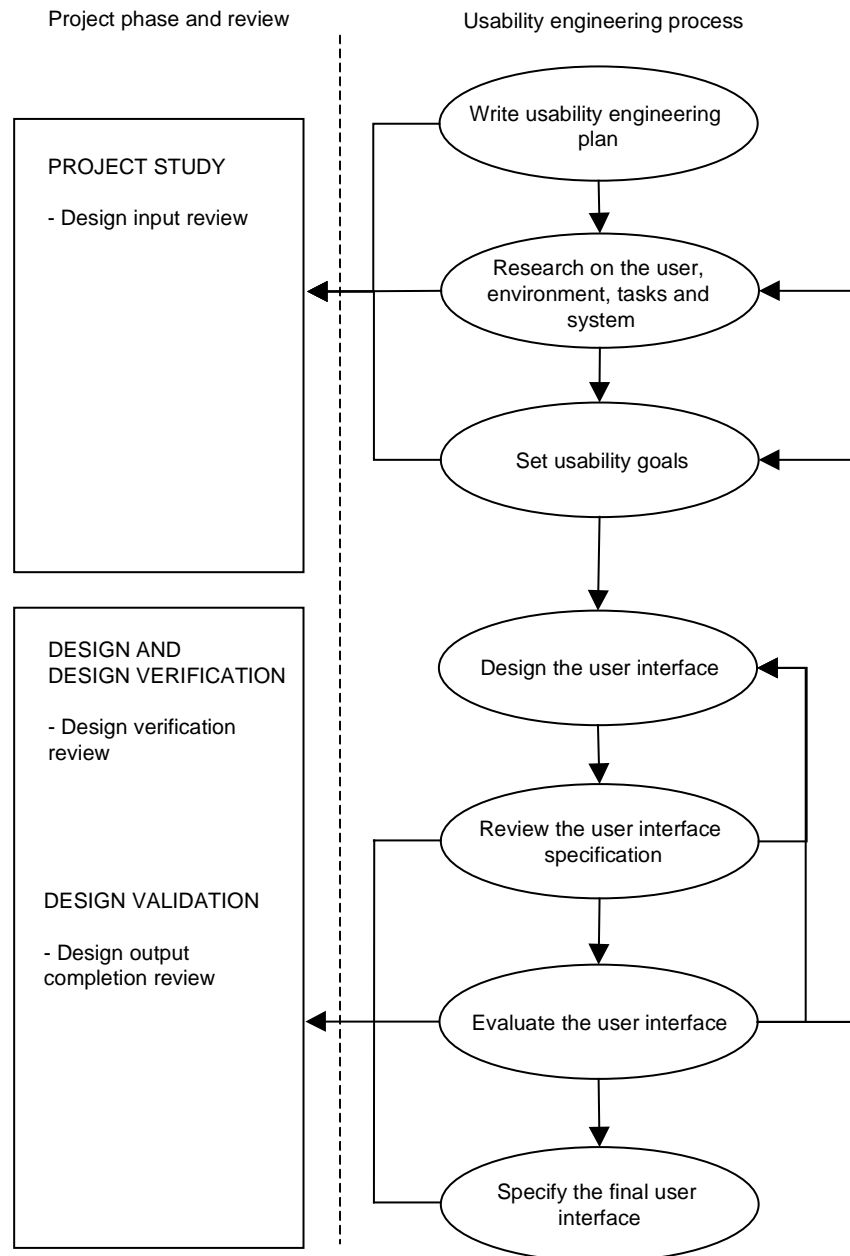 Project phase and review
Usability engineering process
Write usability engineering
plan
PROJECT STUDY
- Design input review
Research on the user,
environment, tasks and
system
Set usability goals
DESIGN AND
DESIGN VERIFICATION
- Design verification
review
Design the user interface
Review the user interface
specification
DESIGN VALIDATION
- Design output
completion review
Evaluate the user interface
Specify the final user
interface